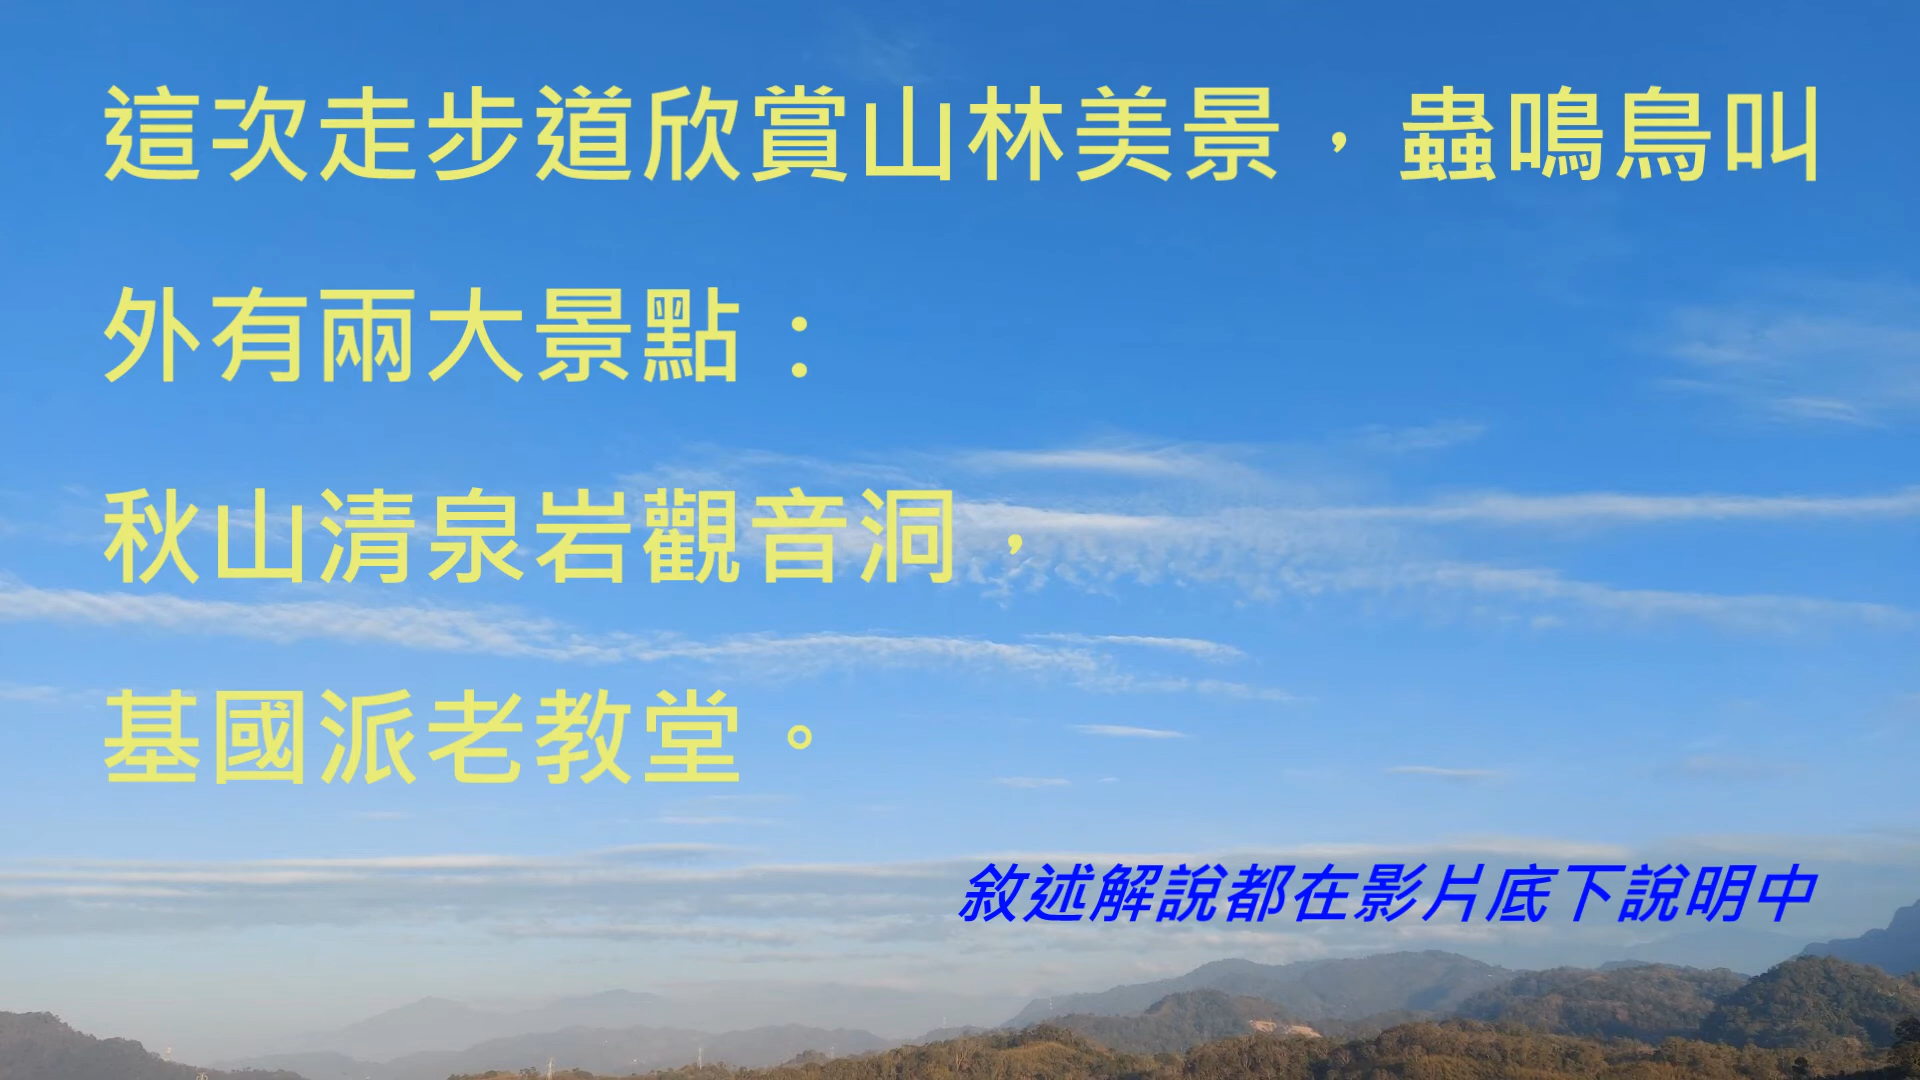 這次走步道欣賞山林美景，蟲鳴鳥叫
外有兩大景點：
秋山清泉岩觀音洞，
基國派老教堂。
敘述解說都在影片底下說明中